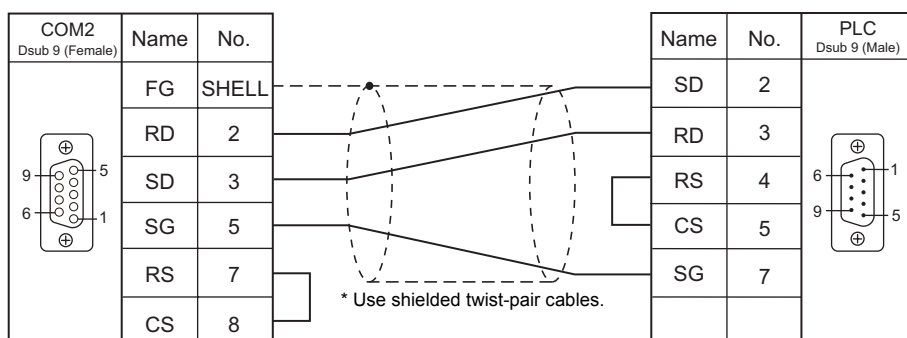 COM2
Dsub 9 (Female)
Name No.
FG SHELL
RD 2
SD 3
SG 5
RS 7
CS 8
9 5
6 1
* Use shielded twist-pair cables.
Name No.
PLC
Dsub 9 (Male)
SD 2
RD 3
RS 4
CS 5
SG 7
6 1
9 5